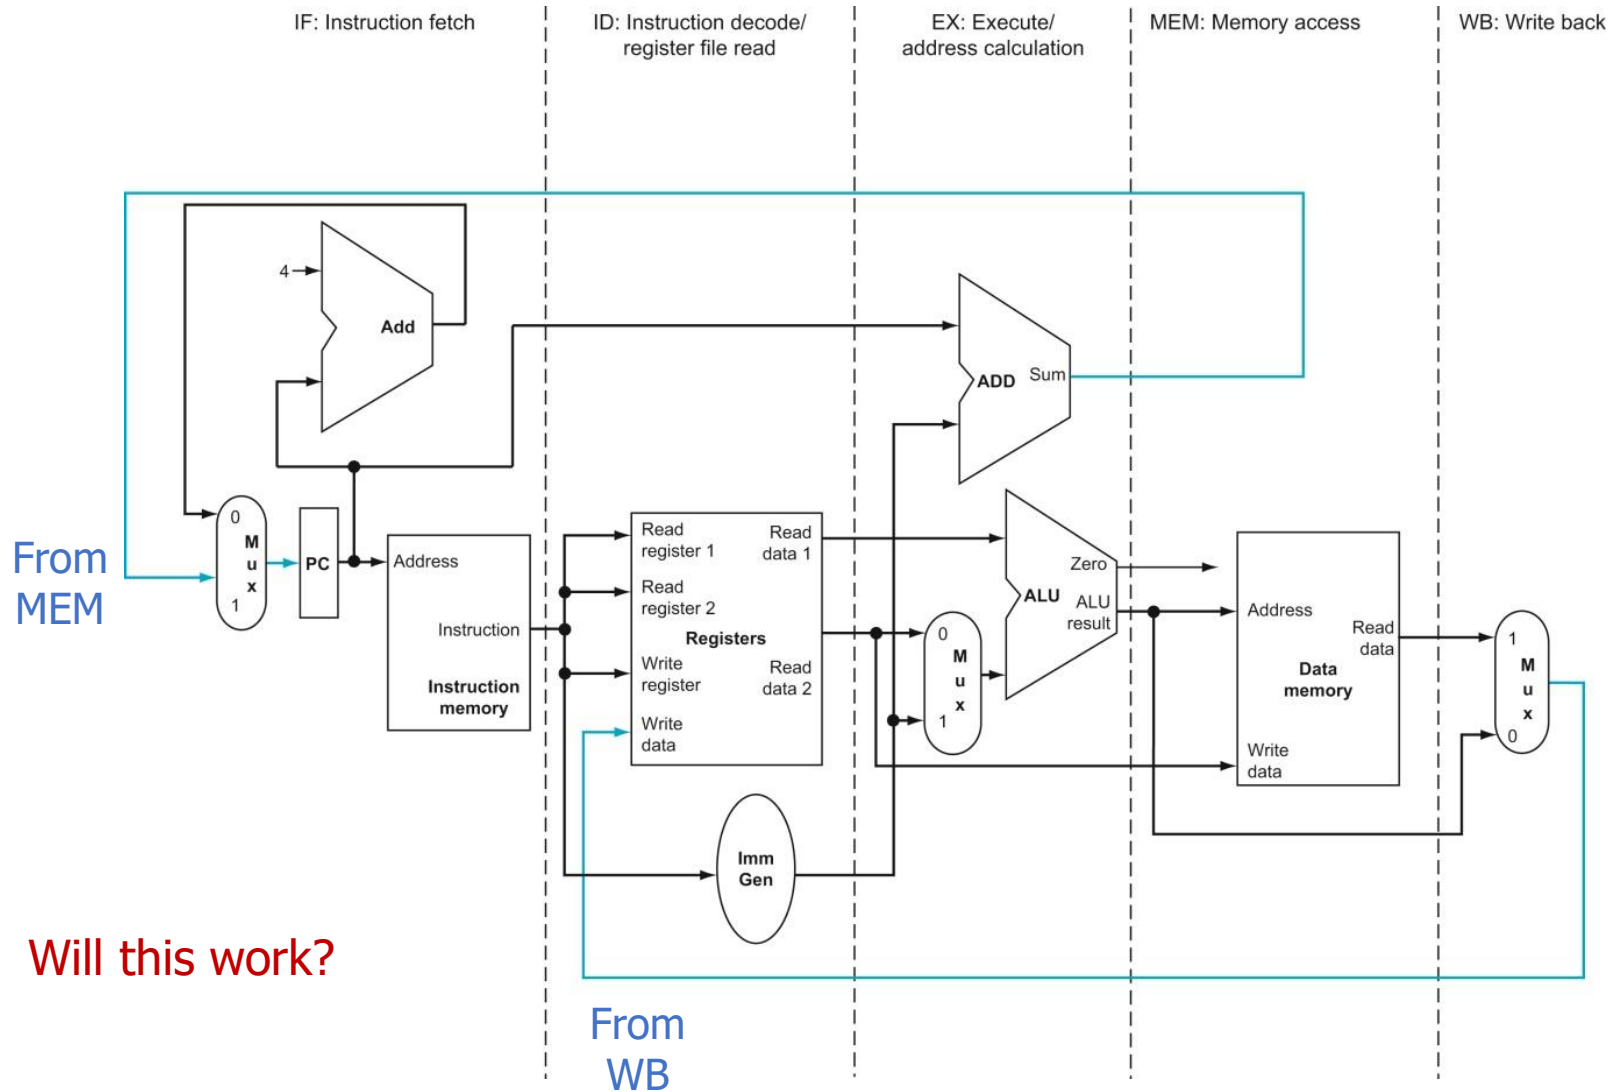 IF: Instruction fetch
ID: Instruction decode/
register file read
EX: Execute/
address calculation
MEM: Memory access
WB: Write back
4
Add
ADD
Sum
From
MEM
0
M
u
x
1
PC
Address
Instruction
Instruction
memory
Read
register 1
Read
register 2
Write
register
Write
data
Registers
Read
data 1
Read
data 2
Imm
Gen
0
M
u
x
1
ALU
Zero
ALU
result
Address
Write
data
Data
memory
Read
data
1
M
u
x
0
Will this work?
From
WB